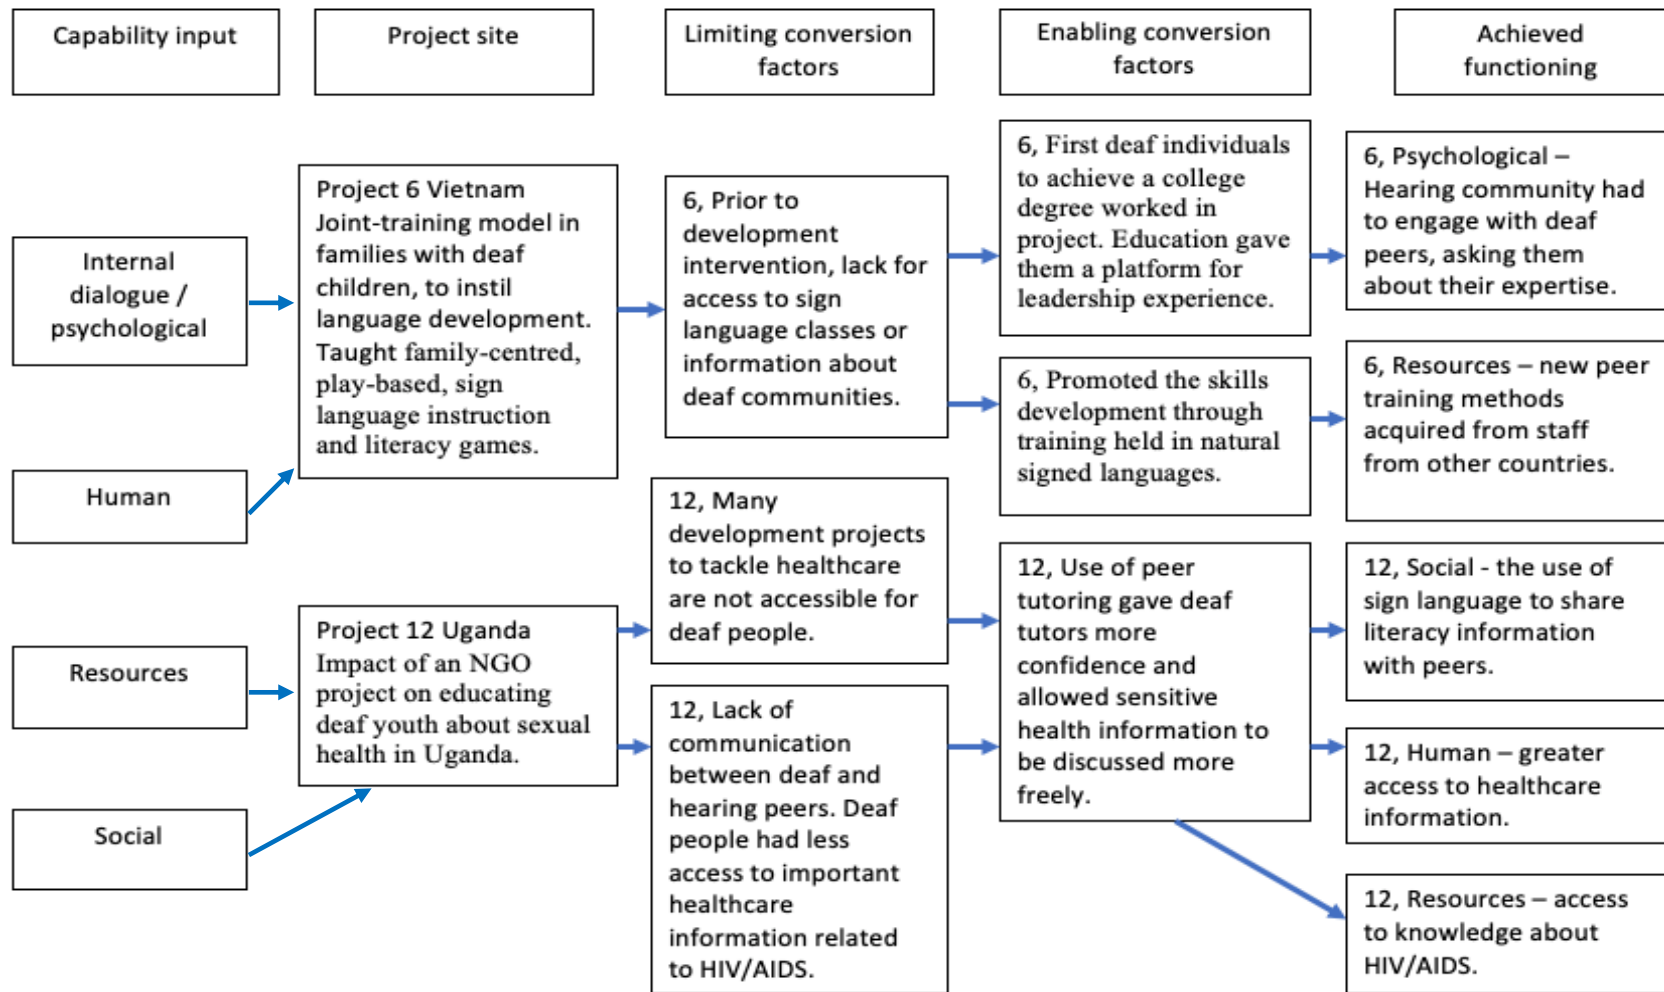 Capability input
Project site
Limiting conversion
factors
Enabling conversion
factors
Achieved
functioning
Internal
dialogue /
psychological
Human
Resources
Social
Project 6 Vietnam
Joint-training model in
families with deaf
children, to instil
language development.
Taught family-centred,
play-based, sign
language instruction
and literacy games.
Project 12 Uganda
Impact of an NGO
project on educating
deaf youth about sexual
health in Uganda.
6, Prior to
development
intervention, lack for
access to sign
language classes or
information about
deaf communities.
12, Many
development projects
to tackle healthcare
are not accessible for
deaf people.
12, Lack of
communication
between deaf and
hearing peers. Deaf
people had less
access to important
healthcare
information related
to HIV/AIDS.
6, First deaf individuals
to achieve a college
degree worked in
project. Education gave
them a platform for
leadership experience.
6, Promoted the skills
development through
training held in natural
signed languages.
12, Use of peer
tutoring gave deaf
tutors more
confidence and
allowed sensitive
health information to
be discussed more
freely.
6, Psychological –
Hearing community had
to engage with deaf
peers, asking them
about their expertise.
6, Resources – new peer
training methods
acquired from staff
from other countries.
12, Social - the use of
sign language to share
literacy information
with peers.
12, Human – greater
access to healthcare
information.
12, Resources – access
to knowledge about
HIV/AIDS.